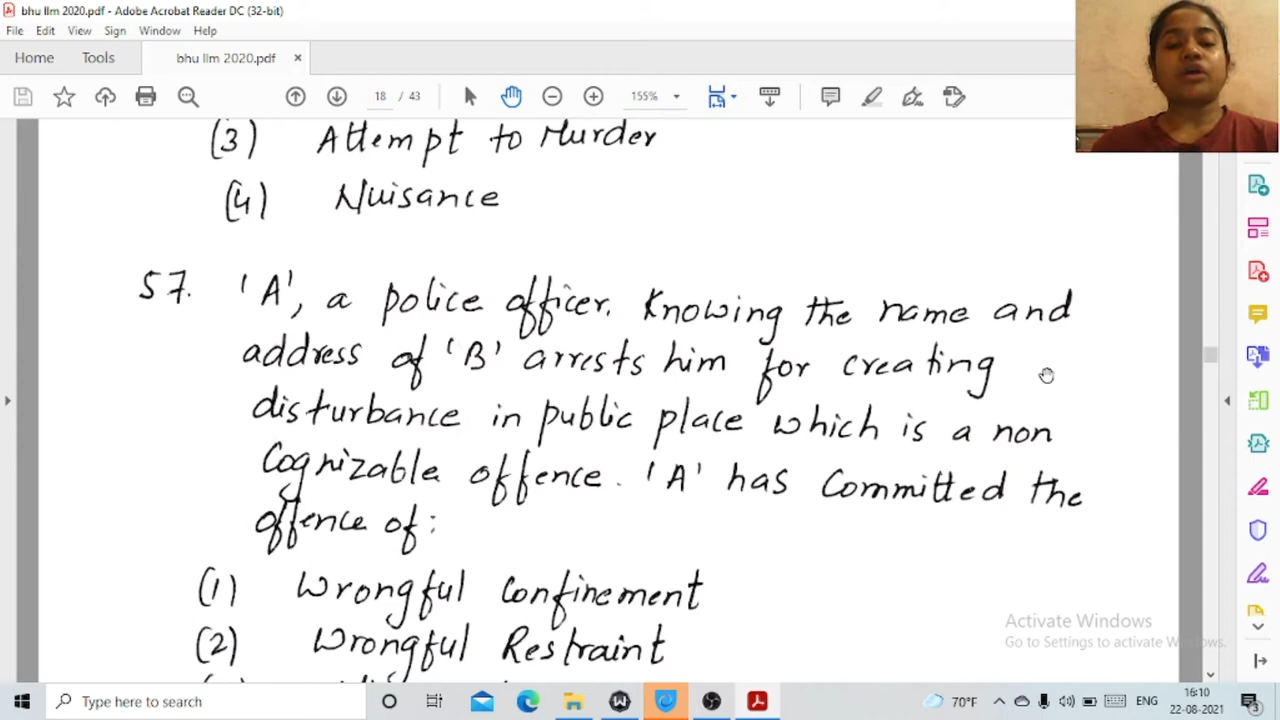 bhu llm 2020.pdf - Adobe Acrobat Reader DC (32-bit)
File Edit View Sign Window Help
Home Tools bhu llm 2020.pdf ×
18 / 43 155%
(3) Attempt to Murder
(4) Nuisance
57. 'A', a police officer. Knowing the name and
address of 'B' arrests him for creating
disturbance in public place which is a non
Cognizable offence. 'A' has committed the
offence of:
(1) Wrongful Confinement
(2) Wrongful Restraint
Activate Windows
Go to Settings to activate Windows.
Type here to search
70°F ENG 16:10
22-08-2021
3